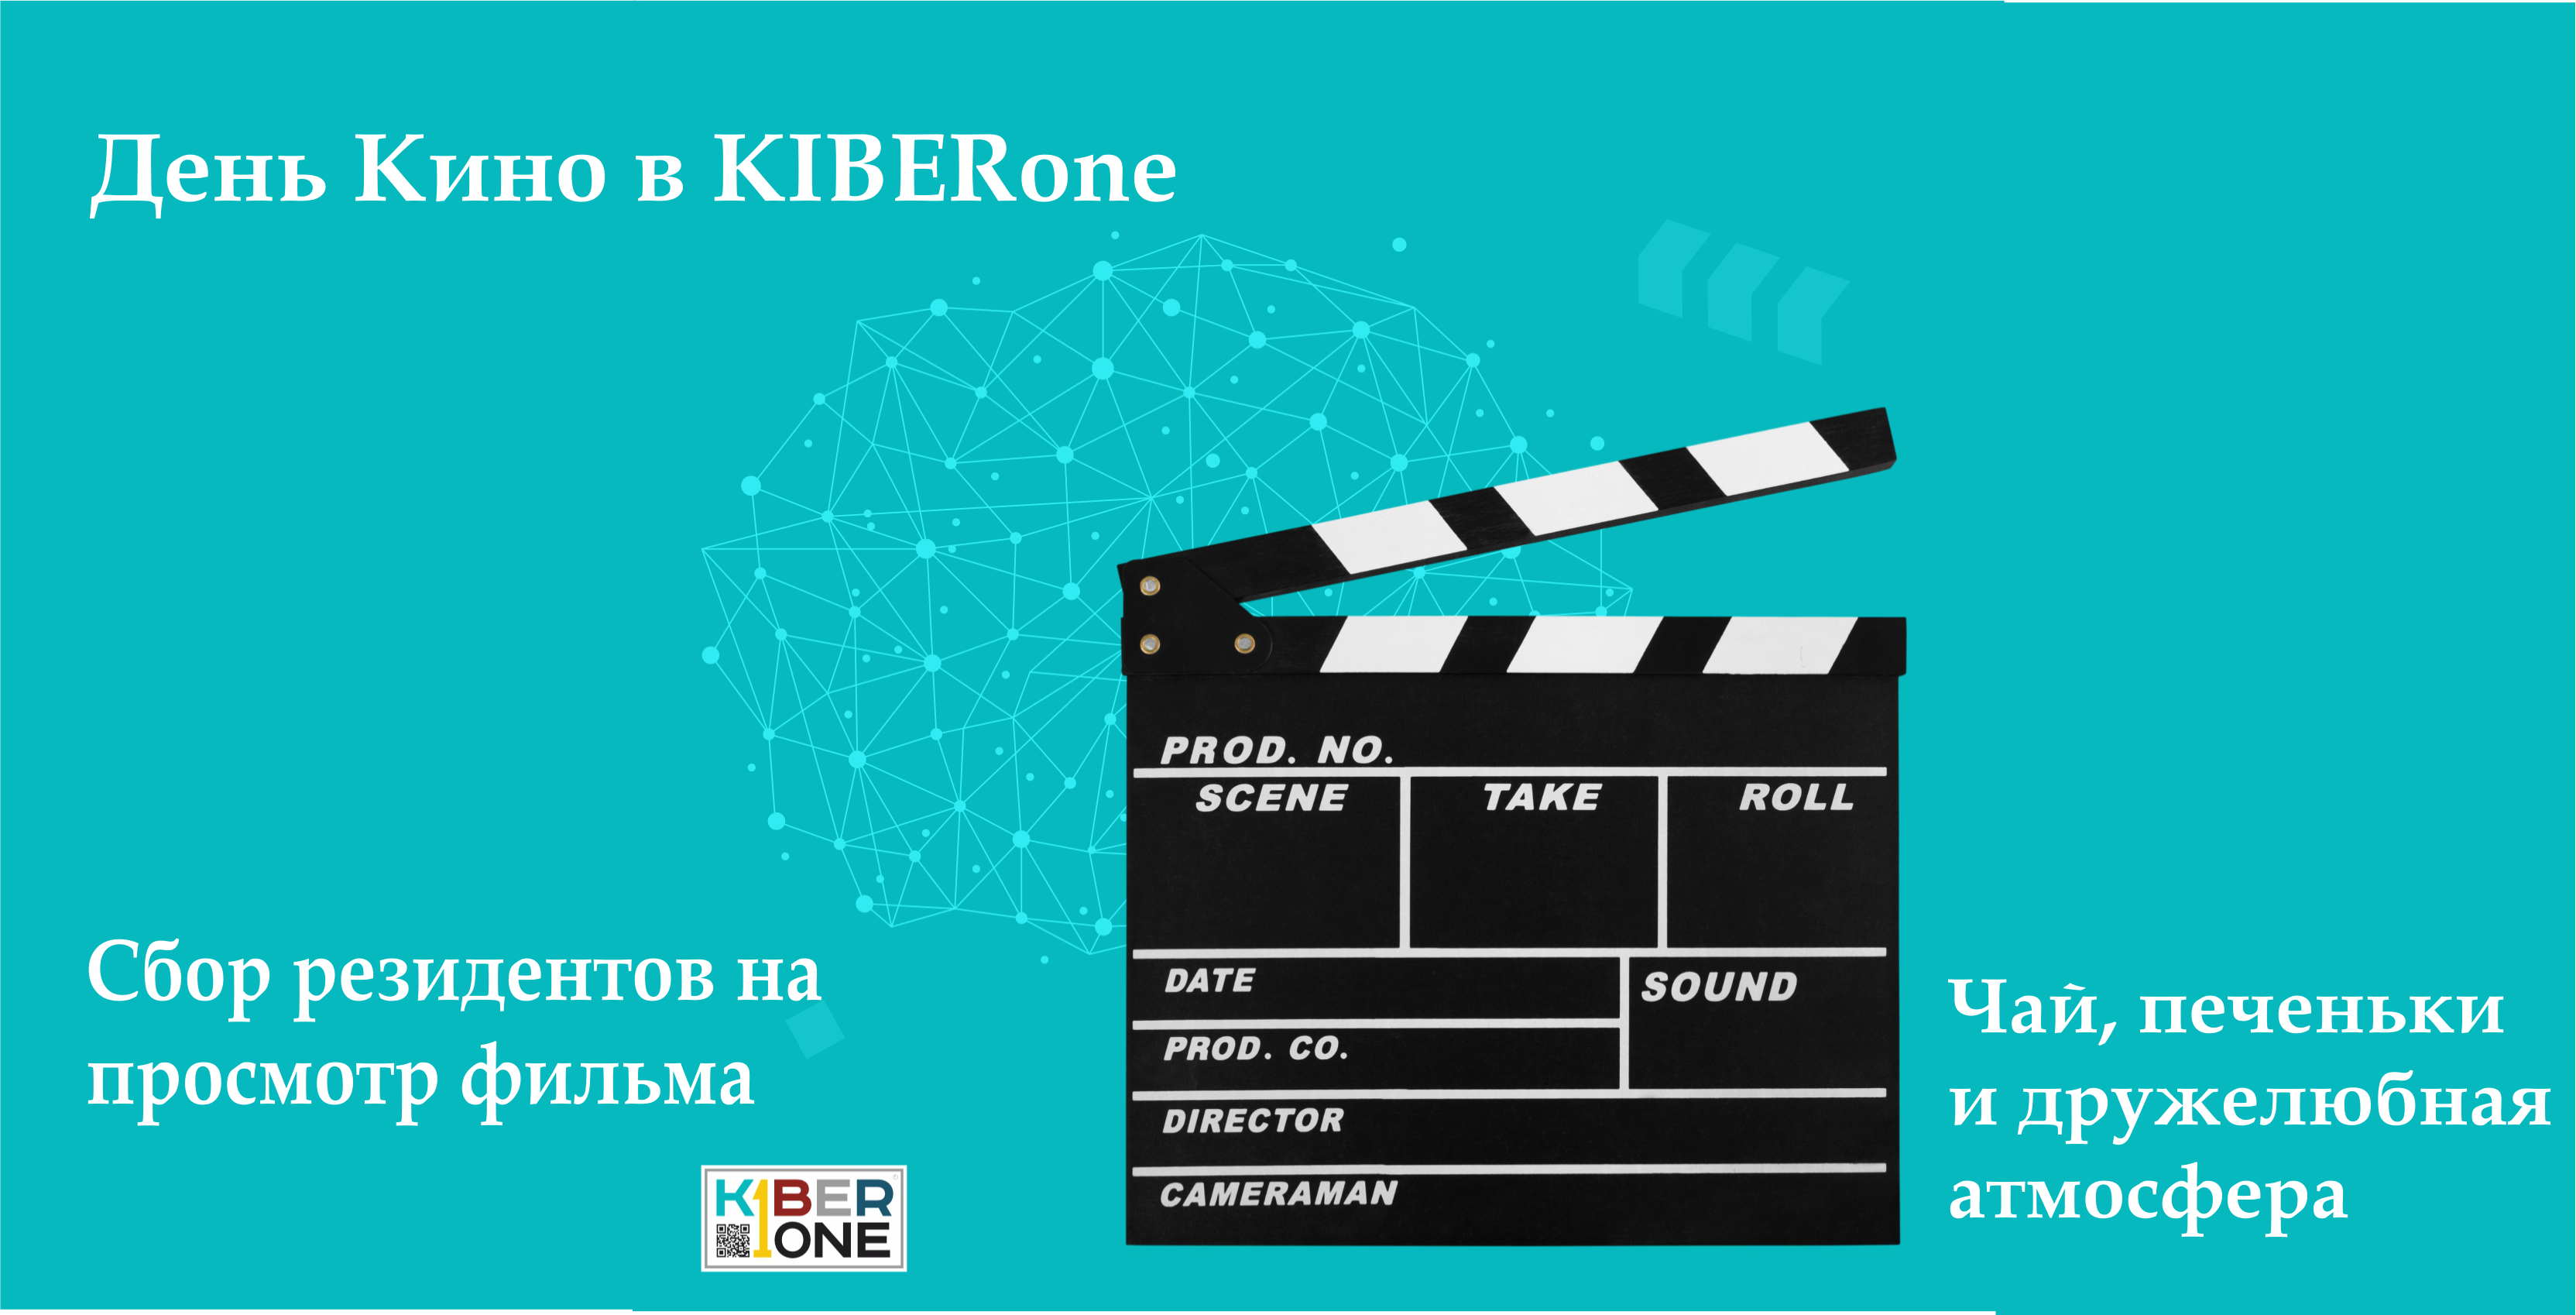 День Кино в KIBERone
PROD. NO.
SCENE TAKE ROLL
DATE
SOUND
PROD. CO.
DIRECTOR
CAMERAMAN
Сбор резидентов на
просмотр фильма
Чай, печеньки
и дружелюбная
атмосфера
K1BER
ONE